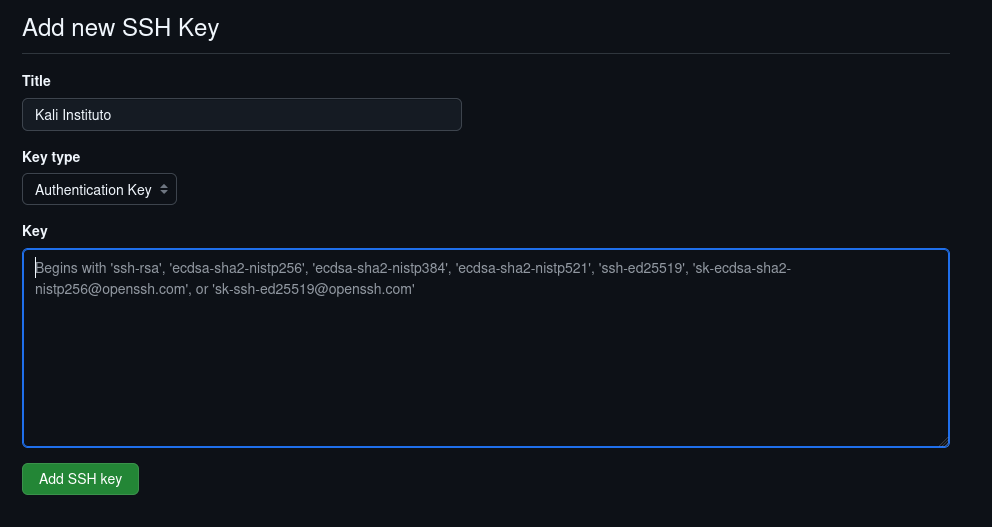 Add new SSH Key
Title
Kali Instituto
Key type
Authentication Key
Key
Begins with 'ssh-rsa', 'ecdsa-sha2-nistp256', 'ecdsa-sha2-nistp384', 'ecdsa-sha2-nistp521', 'ssh-ed25519', 'sk-ecdsa-sha2-
nistp256@openssh.com', or 'sk-ssh-ed25519@openssh.com'
Add SSH key